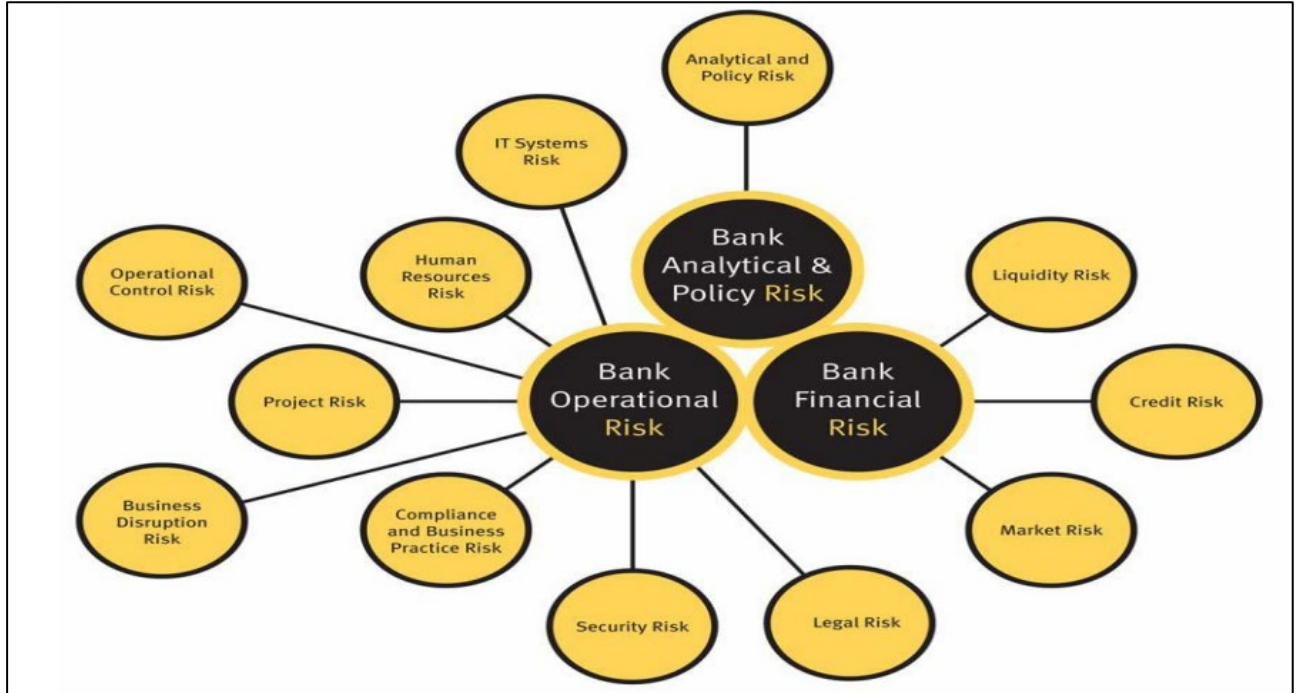 Analytical and
Policy Risk
IT Systems
Risk
Bank
Analytical &
Policy Risk
Operational
Control Risk
Human
Resources
Risk
Liquidity Risk
Bank
Operational
Risk
Bank
Financial
Risk
Project Risk
Credit Risk
Business
Disruption
Risk
Compliance
and Business
Practice Risk
Market Risk
Security Risk
Legal Risk